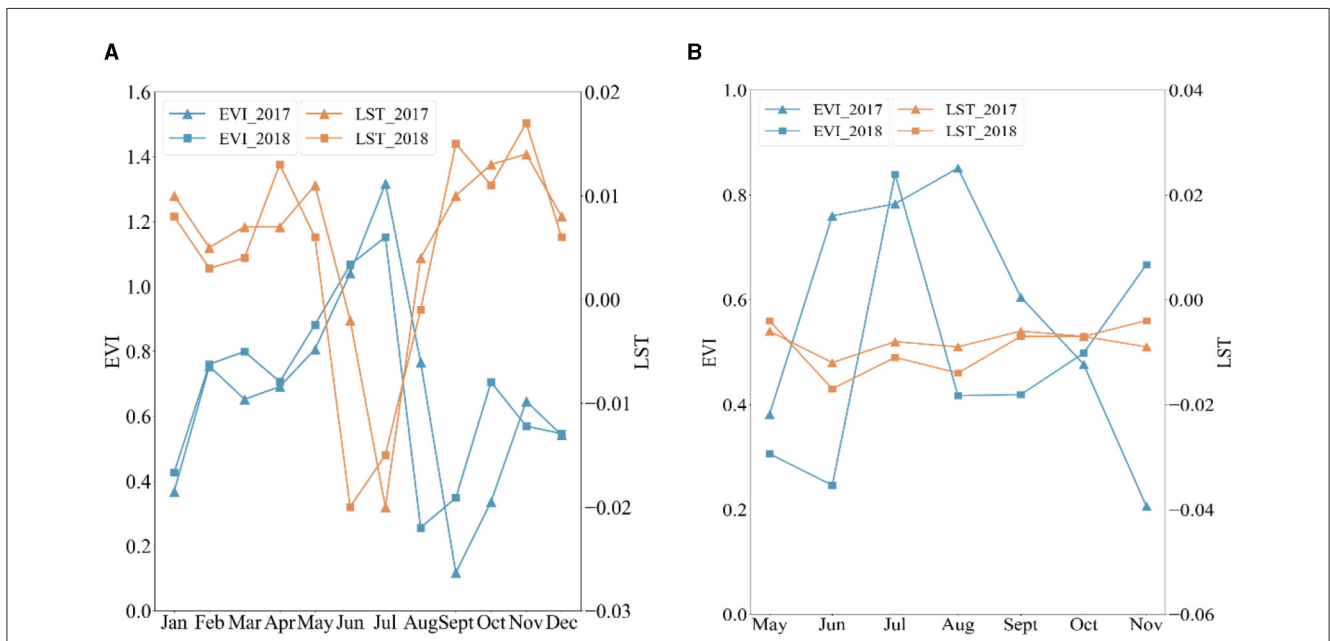 A
EVI_2017
LST_2017
EVI_2018
LST_2018
1.6
1.4
1.2
1.0
0.8
0.6
0.4
0.2
0.0
EVI
0.02
0.01
0.00
−0.01
−0.02
−0.03
LST
Jan Feb Mar Apr May Jun Jul Aug Sept Oct Nov Dec
B
EVI_2017
LST_2017
EVI_2018
LST_2018
1.0
0.8
0.6
0.4
0.2
0.0
EVI
0.04
0.02
0.00
−0.02
−0.04
−0.06
LST
May Jun Jul Aug Sept Oct Nov